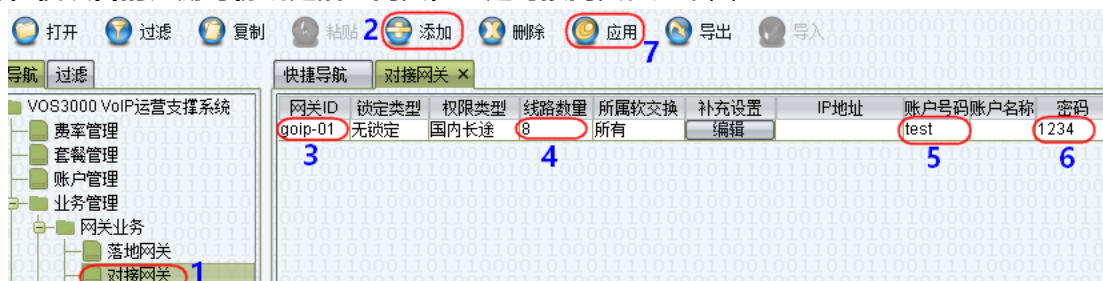 打开 过滤 复制 粘贴 2 添加 删除 应用 7 导出 导入
导航 过滤 快捷导航 对接网关 ×
VOS3000 VoIP运营支撑系统
费率管理
套餐管理
账户管理
业务管理
网关业务
落地网关
对接网关 1
网关ID 锁定类型 权限类型 线路数量 所属软交换 补充设置 IP地址 账户号码 账户名称 密码
goip-01 无锁定 国内长途 8 所有 编辑 test 1234
3 4 5 6